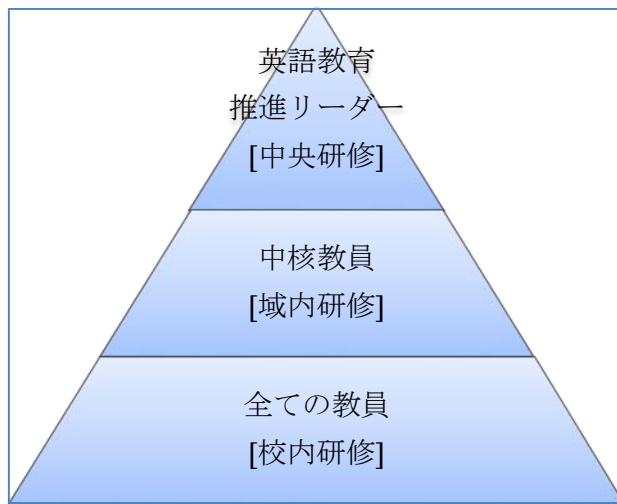 英語教育
推進リーダー
[中央研修]
中核教員
[域内研修]
全ての教員
[校内研修]